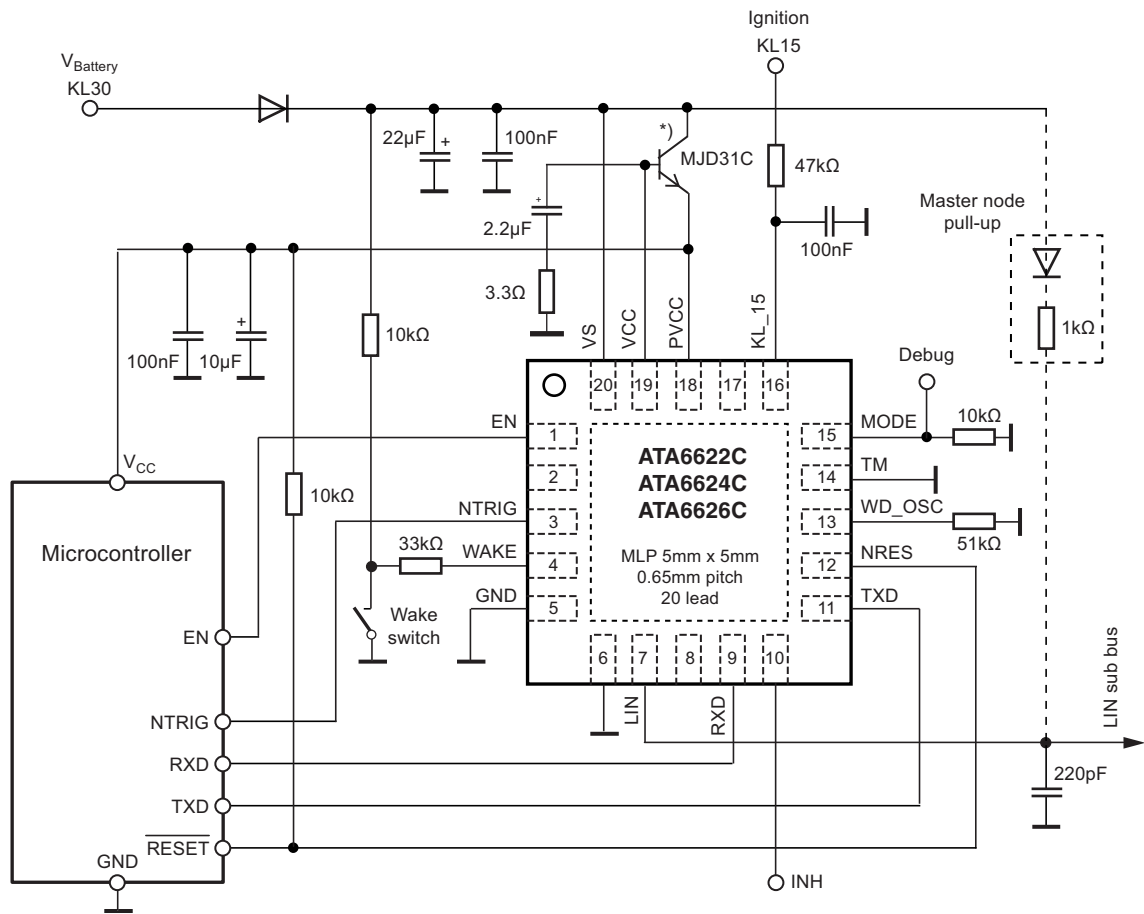 Ignition
KL15
V_Battery
KL30
22µF
+
100nF
*)
MJD31C
47kΩ
100nF
Master node
pull-up
1kΩ
+
2.2µF
3.3Ω
10kΩ
100nF
+
10µF
VS
VCC
PVCC
KL_15
Debug
20
19
18
17
16
EN
1
2
NTRIG
3
WAKE
4
GND
5
MODE
15
10kΩ
TM
14
WD_OSC
13
51kΩ
NRES
12
TXD
11
ATA6622C
ATA6624C
ATA6626C
MLP 5mm x 5mm
0.65mm pitch
20 lead
6
7
8
9
10
LIN
RXD
V_CC
10kΩ
33kΩ
Wake
switch
Microcontroller
EN
NTRIG
RXD
TXD
RESET
GND
LIN sub bus
220pF
INH